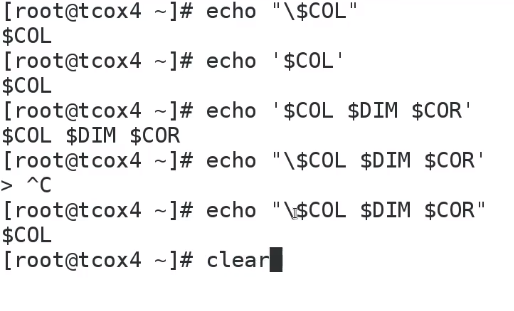 [root@tcox4 ~]# echo "\$COL"
$COL
[root@tcox4 ~]# echo '$COL'
$COL
[root@tcox4 ~]# echo '$COL $DIM $COR'
$COL $DIM $COR
[root@tcox4 ~]# echo "\$COL $DIM $COR'
> ^C
[root@tcox4 ~]# echo "\$COL $DIM $COR"
$COL
[root@tcox4 ~]# clear